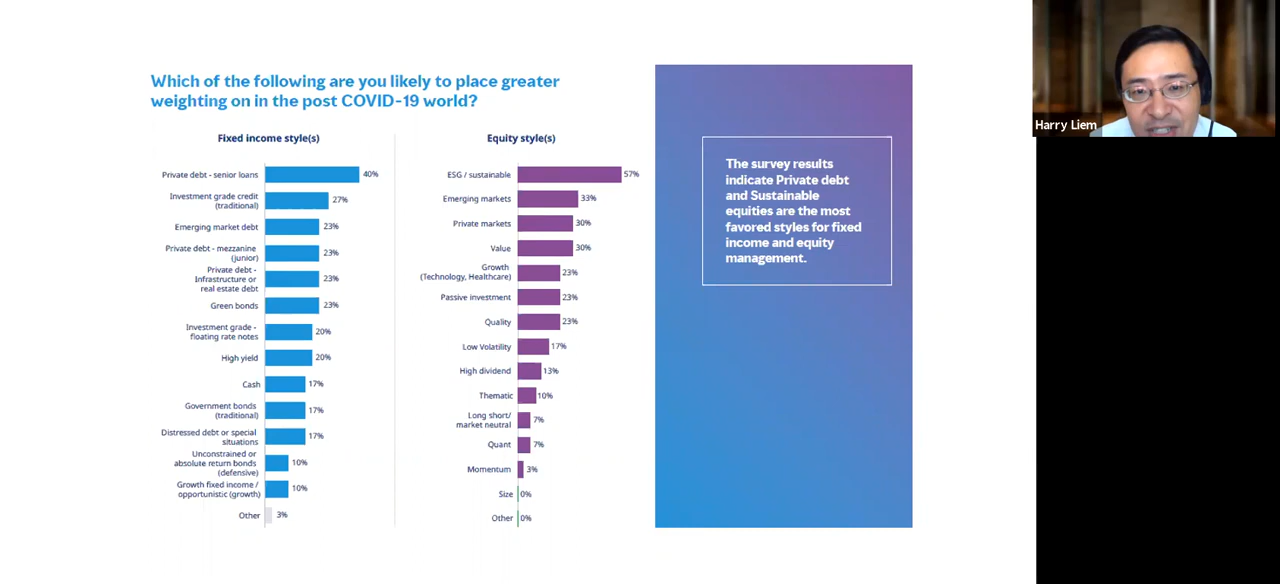 Which of the following are you likely to place greater
weighting on in the post COVID-19 world?
Fixed income style(s)
Private debt - senior loans 40%
Investment grade credit
(traditional) 27%
Emerging market debt 23%
Private debt - mezzanine
(junior) 23%
Private debt -
Infrastructure or
real estate debt 23%
Green bonds 23%
Investment grade -
floating rate notes 20%
High yield 20%
Cash 17%
Government bonds
(traditional) 17%
Distressed debt or special
situations 17%
Unconstrained or
absolute return bonds
(defensive) 10%
Growth fixed income /
opportunistic (growth) 10%
Other 3%
Equity style(s)
ESG / sustainable 57%
Emerging markets 33%
Private markets 30%
Value 30%
Growth
(Technology, Healthcare) 23%
Passive investment 23%
Quality 23%
Low Volatility 17%
High dividend 13%
Thematic 10%
Long short/
market neutral 7%
Quant 7%
Momentum 3%
Size 0%
Other 0%
The survey results
indicate Private debt
and Sustainable
equities are the most
favored styles for fixed
income and equity
management.
Harry Liem